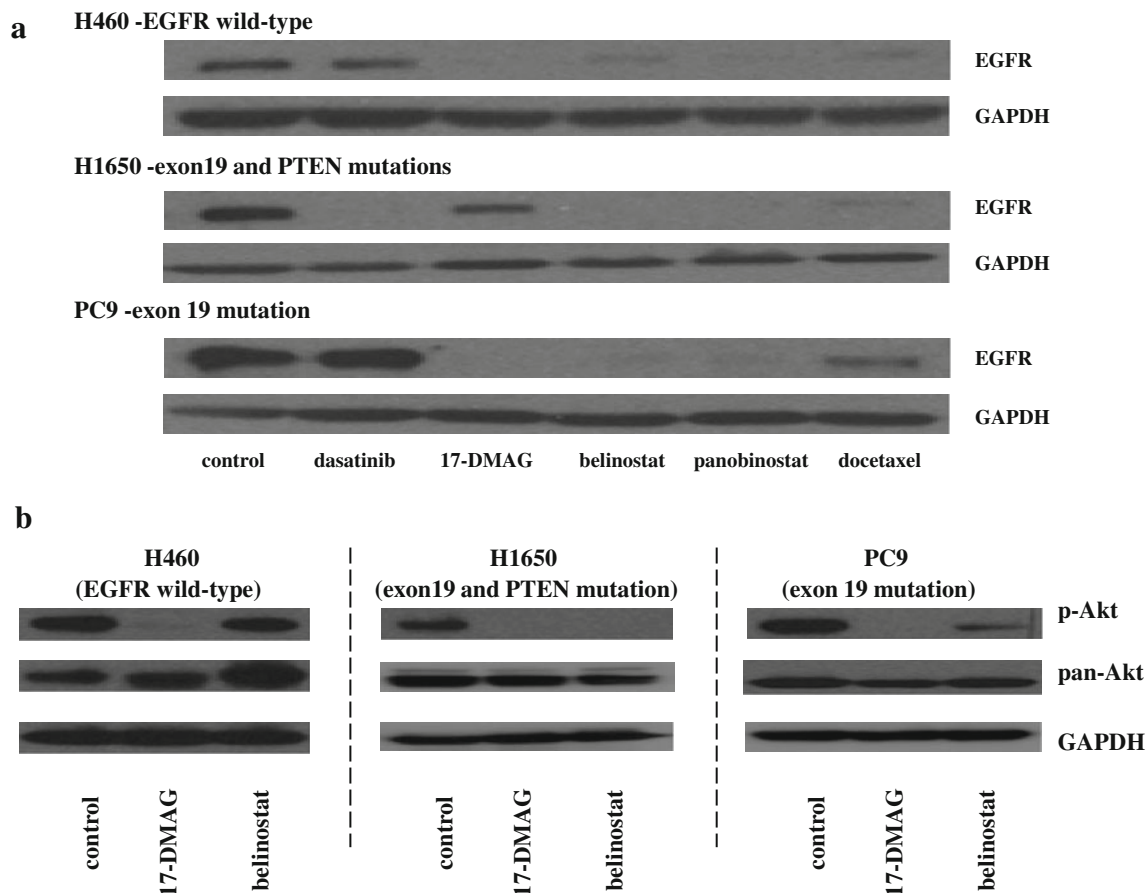 a
H460 -EGFR wild-type
EGFR
GAPDH
H1650 -exon19 and PTEN mutations
EGFR
GAPDH
PC9 -exon 19 mutation
EGFR
GAPDH
control dasatinib 17-DMAG belinostat panobinostat docetaxel
b
H460 H1650 PC9
(EGFR wild-type) (exon19 and PTEN mutation) (exon 19 mutation)
p-Akt
pan-Akt
GAPDH
control 17-DMAG belinostat control 17-DMAG belinostat control 17-DMAG belinostat